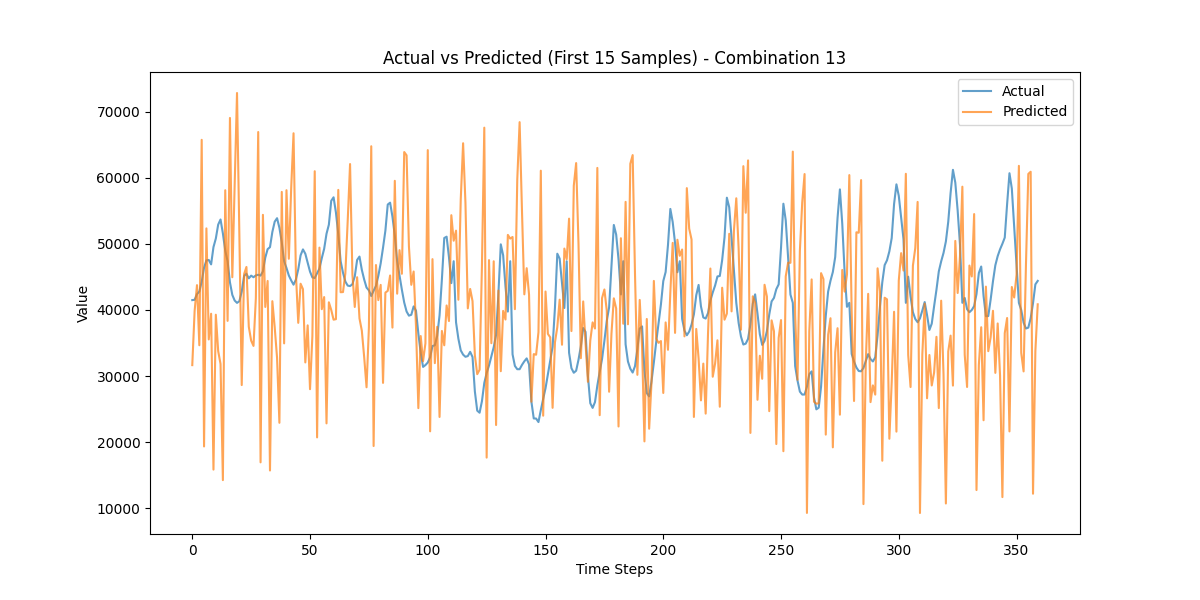 Actual vs Predicted (First 15 Samples) - Combination 13
Actual
Predicted
70000
60000
50000
40000
30000
20000
10000
Value
0 50 100 150 200 250 300 350
Time Steps